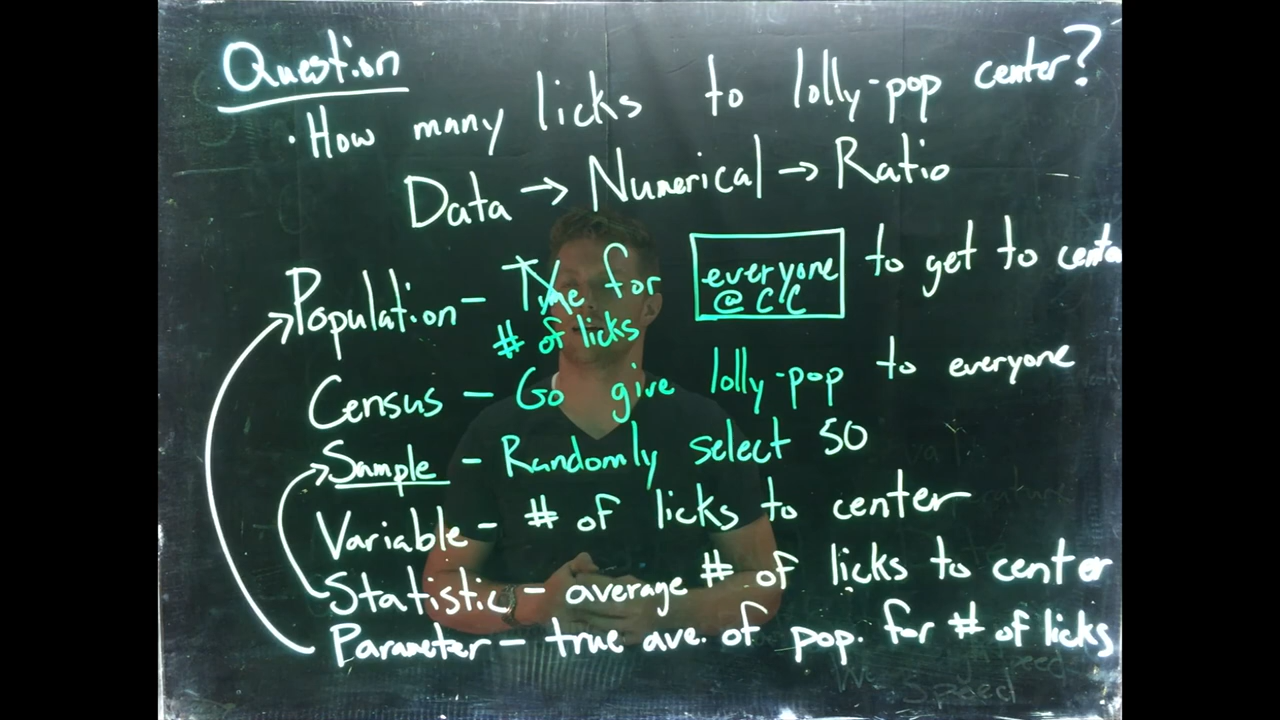 Question
· How many licks to lolly-pop center?
Data → Numerical → Ratio
Population - Time for everyone @ CC to get to cente
# of licks
Census - Go give lolly-pop to everyone
Sample - Randomly select 50
Variable - # of licks to center
Statistic - average # of licks to center
Parameter - true ave. of pop. for # of licks
Speed